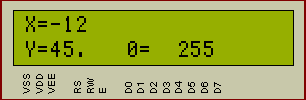 X=-12
Y=45.   0=  255
VSS VDD VEE RS RW E D0 D1 D2 D3 D4 D5 D6 D7